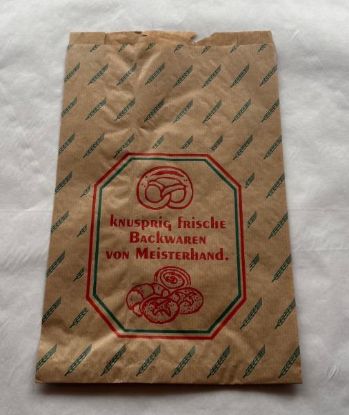 knusprig frische
Backwaren
von Meisterhand.